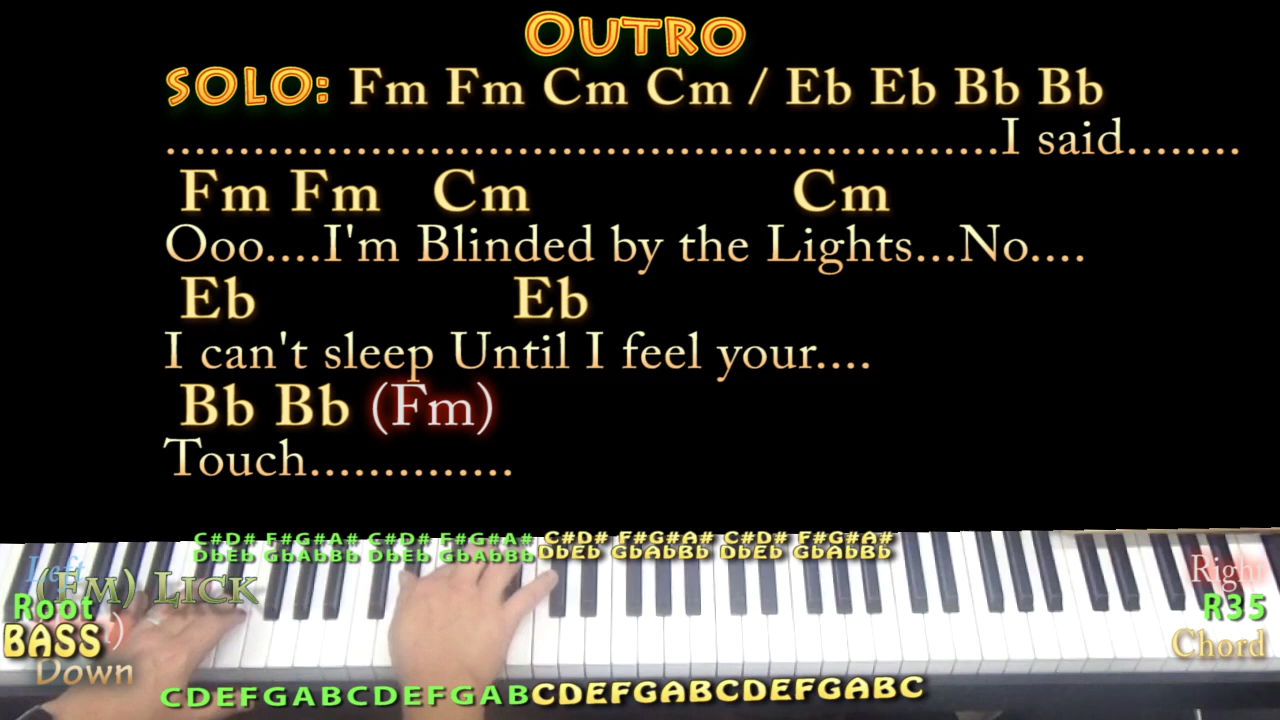 OUTRO
SOLO: Fm Fm Cm Cm / Eb Eb Bb Bb
..........................................................I said........
Fm Fm Cm Cm
Ooo....I'm Blinded by the Lights...No....
Eb Eb
I can't sleep Until I feel your....
Bb Bb (Fm)
Touch..............
C#D# F#G#A# C#D# F#G#A# C#D# F#G#A# C#D# F#G#A#
DbEb GbAbBb DbEb GbAbBb DbEb GbAbBb DbEb GbAbBb
Left
(FM) LICK
Root
BASS
Down
Right
R35
Chord
CDEFGABCDEFGABCDEFGABCDEFGABC